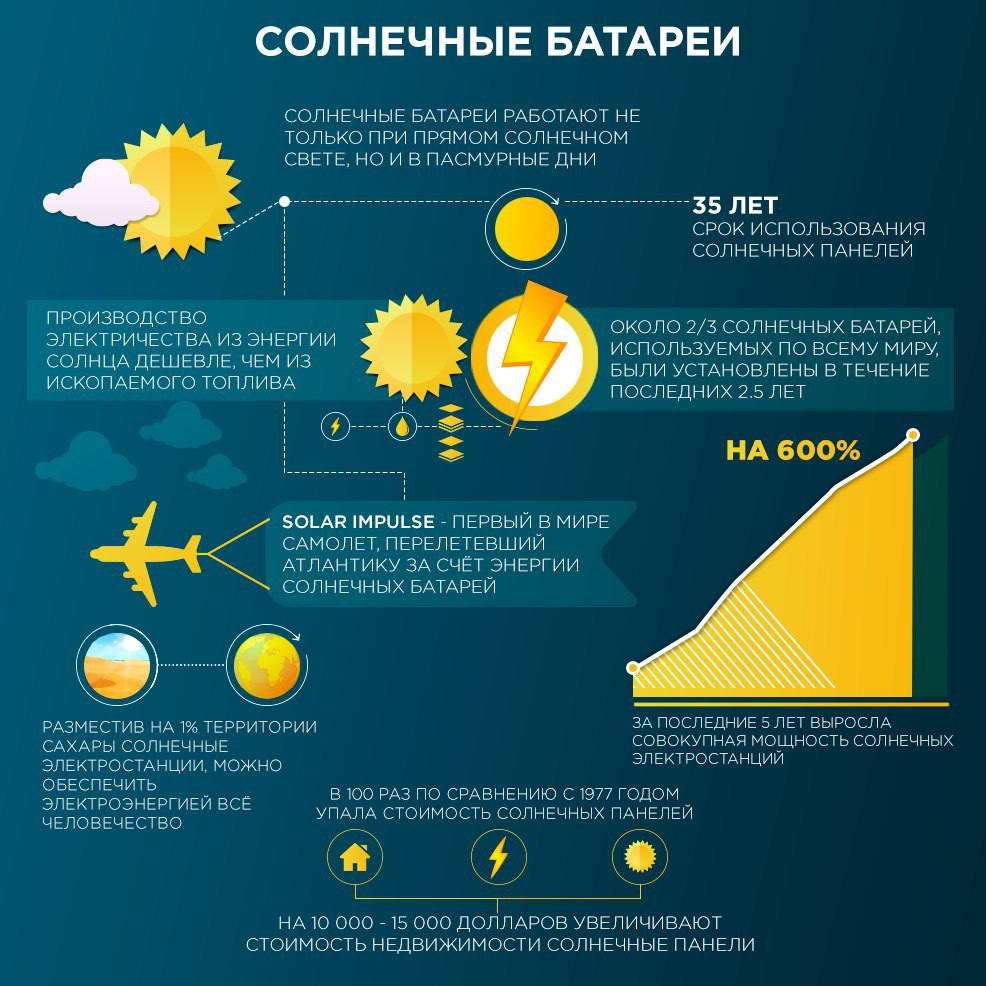 СОЛНЕЧНЫЕ БАТАРЕИ
СОЛНЕЧНЫЕ БАТАРЕИ РАБОТАЮТ НЕ
ТОЛЬКО ПРИ ПРЯМОМ СОЛНЕЧНОМ
СВЕТЕ, НО И В ПАСМУРНЫЕ ДНИ
35 ЛЕТ
СРОК ИСПОЛЬЗОВАНИЯ
СОЛНЕЧНЫХ ПАНЕЛЕЙ
ПРОИЗВОДСТВО
ЭЛЕКТРИЧЕСТВА ИЗ ЭНЕРГИИ
СОЛНЦА ДЕШЕВЛЕ, ЧЕМ ИЗ
ИСКОПАЕМОГО ТОПЛИВА
ОКОЛО 2/3 СОЛНЕЧНЫХ БАТАРЕЙ,
ИСПОЛЬЗУЕМЫХ ПО ВСЕМУ МИРУ,
БЫЛИ УСТАНОВЛЕНЫ В ТЕЧЕНИЕ
ПОСЛЕДНИХ 2.5 ЛЕТ
НА 600%
SOLAR IMPULSE - ПЕРВЫЙ В МИРЕ
САМОЛЕТ, ПЕРЕЛЕТЕВШИЙ
АТЛАНТИКУ ЗА СЧЁТ ЭНЕРГИИ
СОЛНЕЧНЫХ БАТАРЕЙ
РАЗМЕСТИВ НА 1% ТЕРРИТОРИИ
САХАРЫ СОЛНЕЧНЫЕ
ЭЛЕКТРОСТАНЦИИ, МОЖНО
ОБЕСПЕЧИТЬ
ЭЛЕКТРОЭНЕРГИЕЙ ВСЁ
ЧЕЛОВЕЧЕСТВО
ЗА ПОСЛЕДНИЕ 5 ЛЕТ ВЫРОСЛА
СОВОКУПНАЯ МОЩНОСТЬ СОЛНЕЧНЫХ
ЭЛЕКТРОСТАНЦИЙ
В 100 РАЗ ПО СРАВНЕНИЮ С 1977 ГОДОМ
УПАЛА СТОИМОСТЬ СОЛНЕЧНЫХ ПАНЕЛЕЙ
НА 10 000 - 15 000 ДОЛЛАРОВ УВЕЛИЧИВАЮТ
СТОИМОСТЬ НЕДВИЖИМОСТИ СОЛНЕЧНЫЕ ПАНЕЛИ